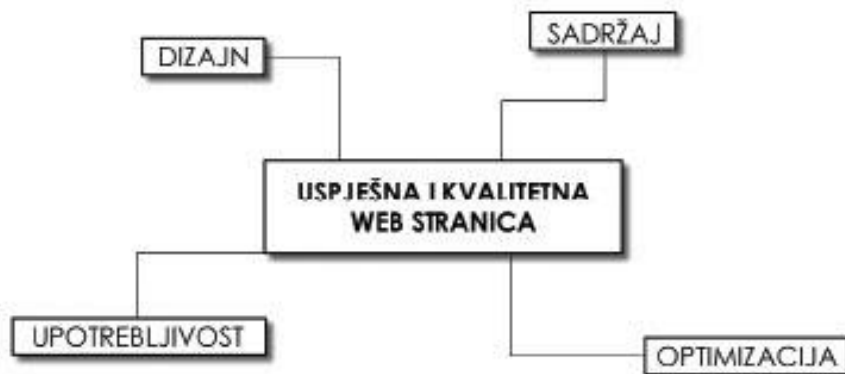 DIZAJN
SADRŽAJ
USPJEŠNA I KVALITETNA
WEB STRANICA
UPOTREBLJIVOST
OPTIMIZACIJA